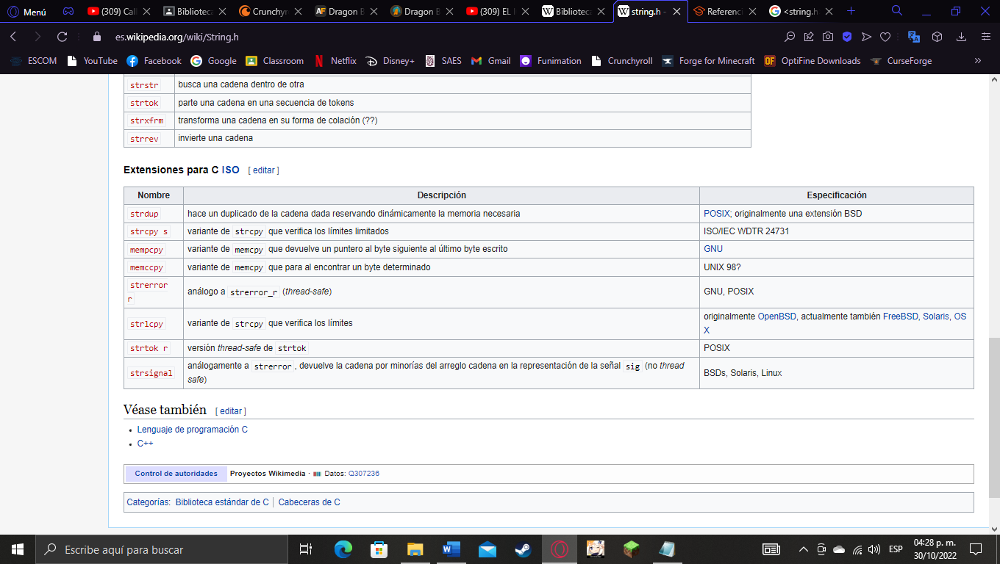 Menú
(309) Cal
Biblioteca
Crunchyr
Dragon B
Dragon B
(309) EL
Biblioteca
string.h -
Referenci
<string.h
es.wikipedia.org/wiki/String.h
ESCOM
YouTube
Facebook
Google
Classroom
Netflix
Disney+
SAES
Gmail
Funimation
Crunchyroll
Forge for Minecraft
OptiFine Downloads
CurseForge
»
strstr busca una cadena dentro de otra
strtok parte una cadena en una secuencia de tokens
strxfrm transforma una cadena en su forma de colación (??)
strrev invierte una cadena
Extensiones para C ISO [ editar ]
Nombre Descripción Especificación
strdup hace un duplicado de la cadena dada reservando dinámicamente la memoria necesaria POSIX; originalmente una extensión BSD
strcpy s variante de strcpy que verifica los límites limitados ISO/IEC WDTR 24731
mempcpy variante de memcpy que devuelve un puntero al byte siguiente al último byte escrito GNU
memccpy variante de memcpy que para al encontrar un byte determinado UNIX 98?
strerror
r
análogo a strerror_r (thread-safe) GNU, POSIX
strlcpy variante de strcpy que verifica los límites
originalmente OpenBSD, actualmente también FreeBSD, Solaris, OS
X
strtok r versión thread-safe de strtok POSIX
strsignal
análogamente a strerror, devuelve la cadena por minorías del arreglo cadena en la representación de la señal sig (no thread
safe)
BSDs, Solaris, Linux
Véase también [ editar ]
• Lenguaje de programación C
• C++
Control de autoridades Proyectos Wikimedia · Datos: Q307236
Categorías: Biblioteca estándar de C | Cabeceras de C
Escribe aquí para buscar
ESP
04:28 p. m.
30/10/2022